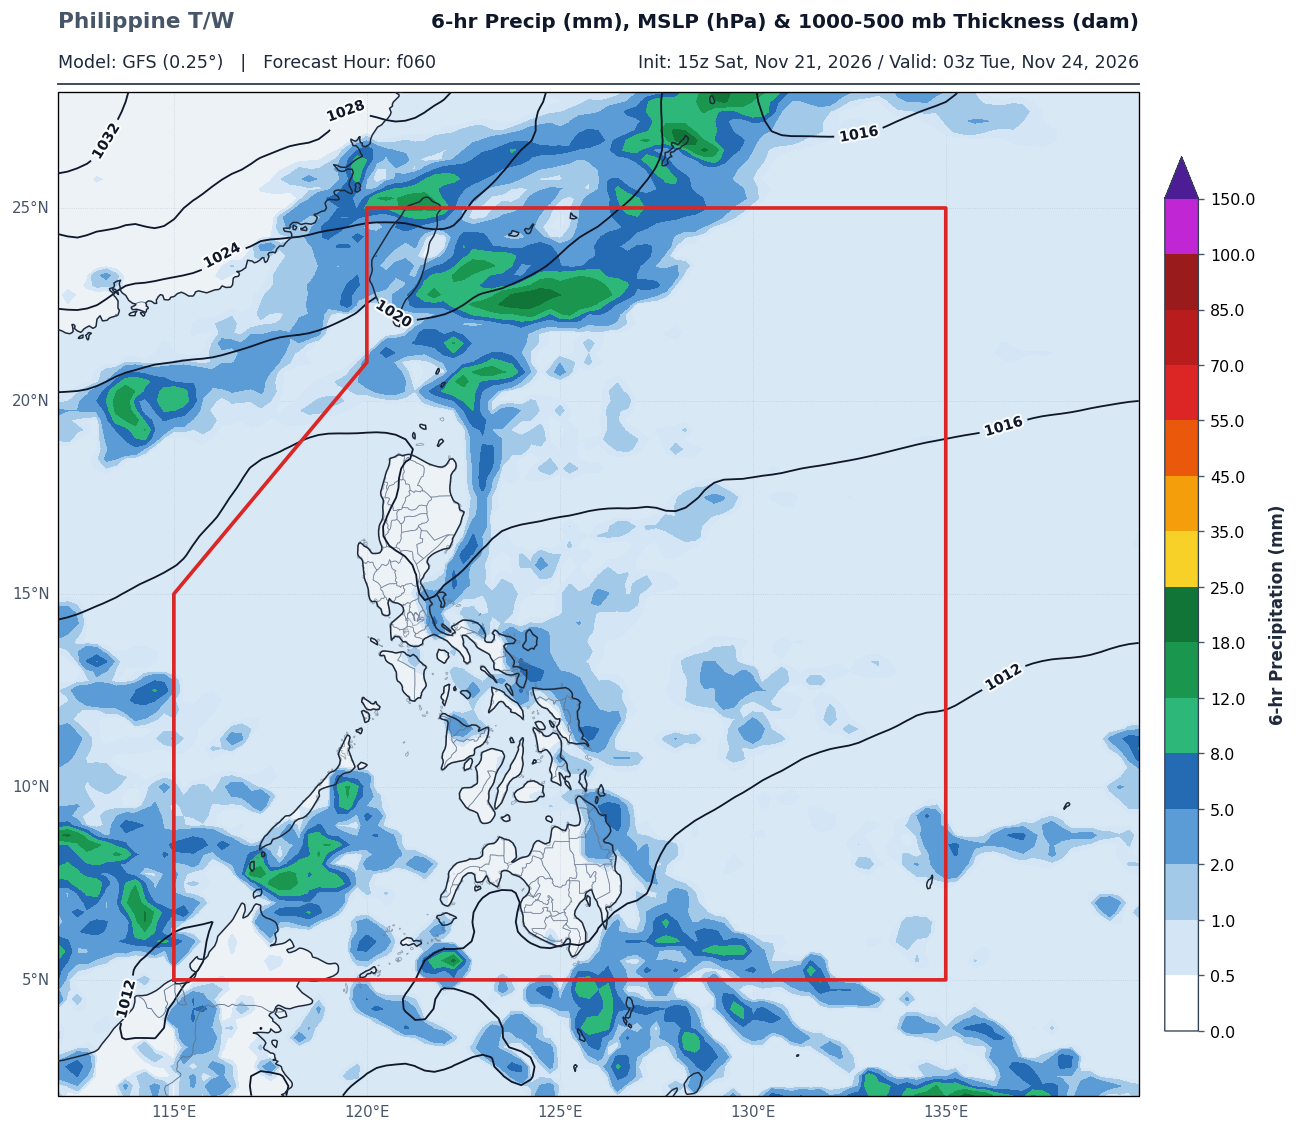 Philippine T/W
6-hr Precip (mm), MSLP (hPa) & 1000-500 mb Thickness (dam)
Model: GFS (0.25°) | Forecast Hour: f060
Init: 15z Sat, Nov 21, 2026 / Valid: 03z Tue, Nov 24, 2026
1032
1028
1016
1024
1020
1016
1012
1012
25°N
20°N
15°N
10°N
5°N
115°E
120°E
125°E
130°E
135°E
150.0
100.0
85.0
70.0
55.0
45.0
35.0
25.0
18.0
12.0
8.0
5.0
2.0
1.0
0.5
0.0
6-hr Precipitation (mm)